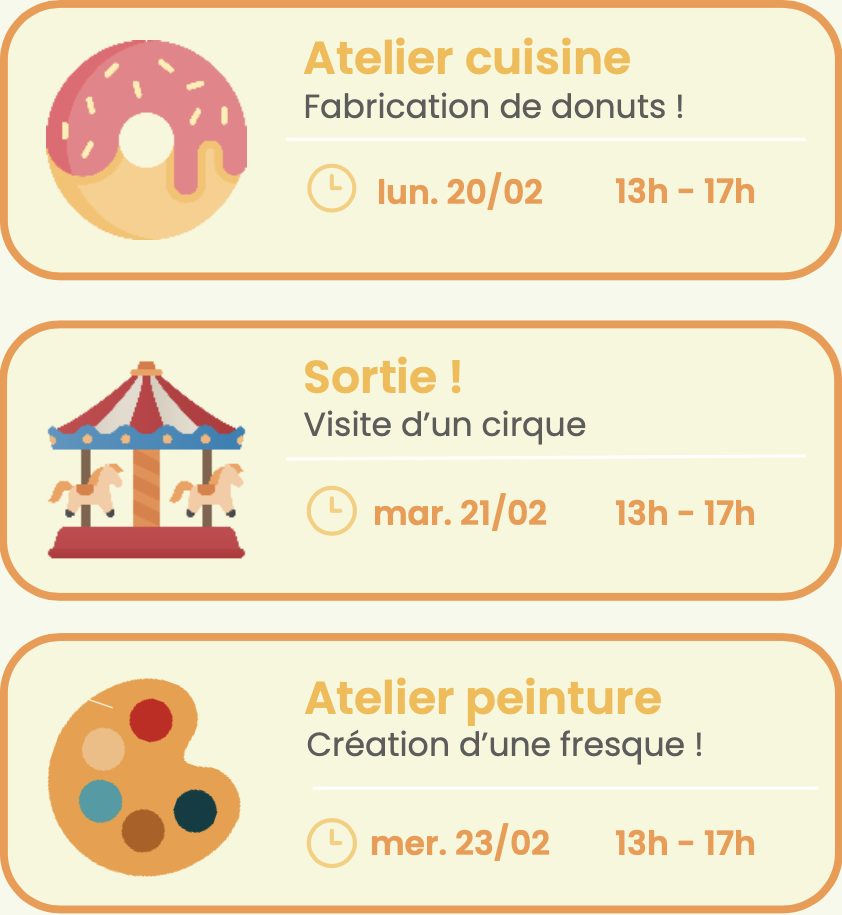 Atelier cuisine
Fabrication de donuts !
lun. 20/02 13h - 17h
Sortie !
Visite d'un cirque
mar. 21/02 13h - 17h
Atelier peinture
Création d'une fresque !
mer. 23/02 13h - 17h